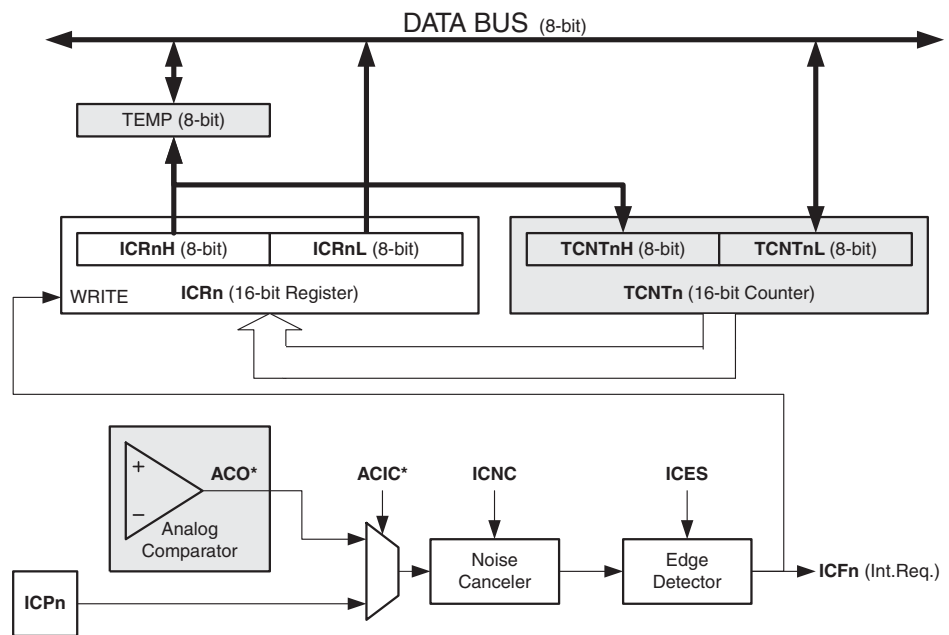 DATA BUS (8-bit)
TEMP (8-bit)
ICRnH (8-bit) ICRnL (8-bit) TCNTnH (8-bit) TCNTnL (8-bit)
WRITE ICRn (16-bit Register) TCNTn (16-bit Counter)
+
ACO* ACIC* ICNC ICES
−
Analog
Comparator
Noise
Canceler
Edge
Detector
ICFn (Int.Req.)
ICPn